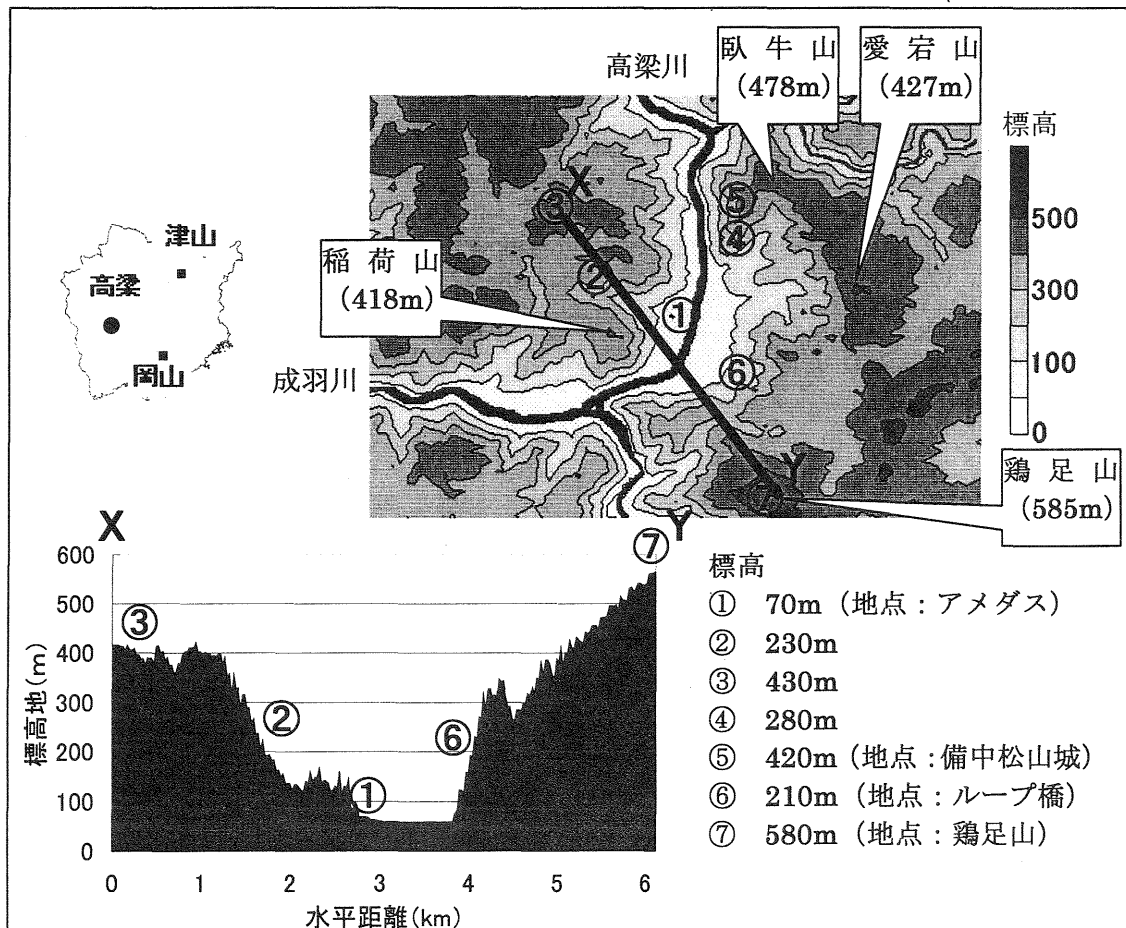 高梁川
臥牛山
(478m)
愛宕山
(427m)
標高
500
300
100
0
津山
高梁
岡山
稲荷山
(418m)
成羽川
X
③
②
①
⑤
④
⑥
Y
⑦
鶏足山
(585m)
X
Y
600
500
400
300
200
100
0
標高地(m)
③
②
①
⑥
⑦
0 1 2 3 4 5 6
水平距離(km)
標高
① 70m (地点:アメダス)
② 230m
③ 430m
④ 280m
⑤ 420m (地点:備中松山城)
⑥ 210m (地点:ループ橋)
⑦ 580m (地点:鶏足山)